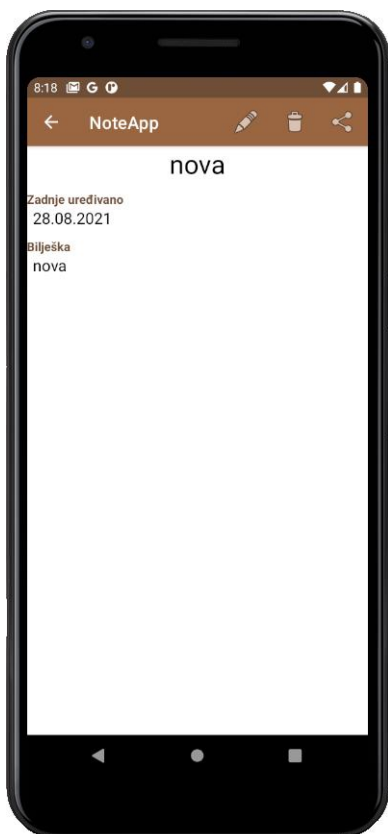 8:18
NoteApp
nova
Zadnje uređivano
28.08.2021
Bilješka
nova